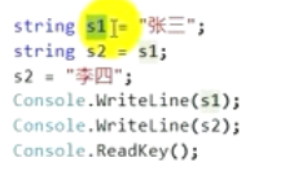 string s1 = "张三";
string s2 = s1;
s2 = "李四";
Console.WriteLine(s1);
Console.WriteLine(s2);
Console.ReadKey();